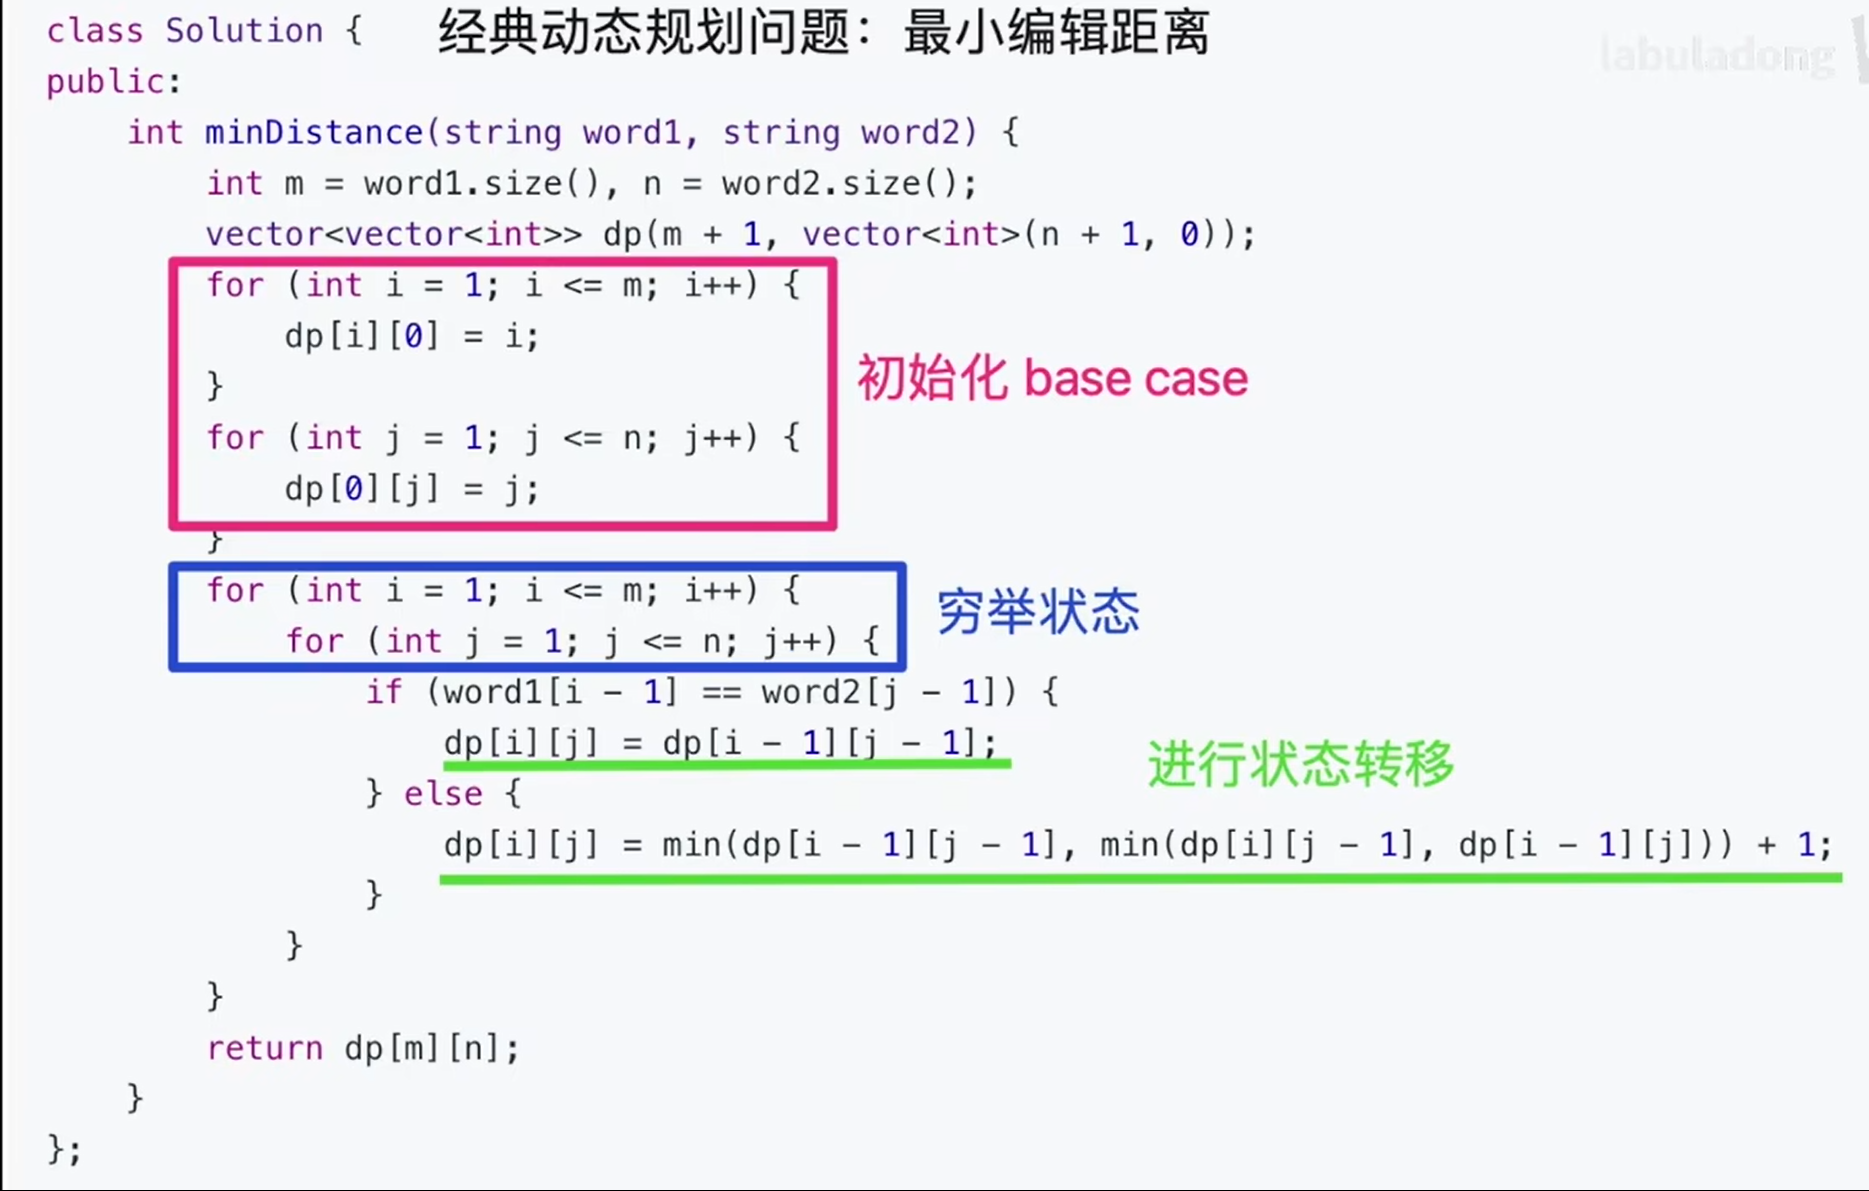 class Solution { 经典动态规划问题：最小编辑距离
labuladong
public:
    int minDistance(string word1, string word2) {
        int m = word1.size(), n = word2.size();
        vector<vector<int>> dp(m + 1, vector<int>(n + 1, 0));
        for (int i = 1; i <= m; i++) {
            dp[i][0] = i;
        }
初始化 base case
        for (int j = 1; j <= n; j++) {
            dp[0][j] = j;
        }
        for (int i = 1; i <= m; i++) {
穷举状态
            for (int j = 1; j <= n; j++) {
                if (word1[i - 1] == word2[j - 1]) {
                    dp[i][j] = dp[i - 1][j - 1];
进行状态转移
                } else {
                    dp[i][j] = min(dp[i - 1][j - 1], min(dp[i][j - 1], dp[i - 1][j])) + 1;
                }
            }
        }
        return dp[m][n];
    }
};